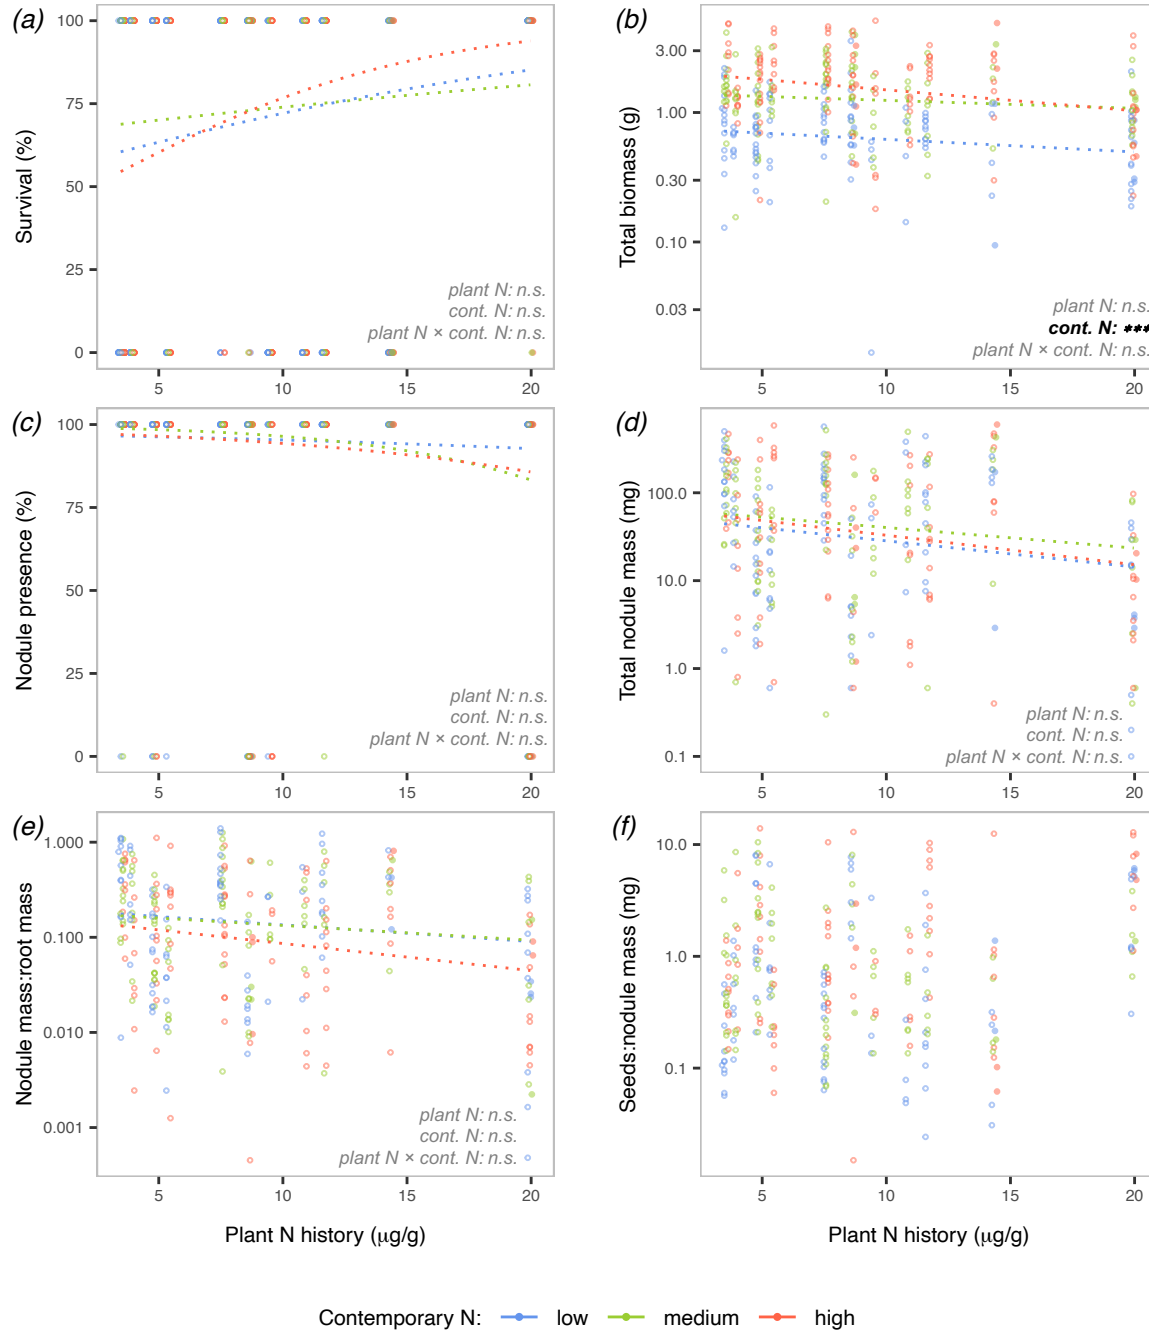 (a)
Survival (%)
100
75
50
25
0
5
10
15
20
plant N: n.s.
cont. N: n.s.
plant N × cont. N: n.s.
(b)
Total biomass (g)
3.00
1.00
0.30
0.10
0.03
5
10
15
20
plant N: n.s.
cont. N: ***
plant N × cont. N: n.s.
(c)
Nodule presence (%)
100
75
50
25
0
5
10
15
20
plant N: n.s.
cont. N: n.s.
plant N × cont. N: n.s.
(d)
Total nodule mass (mg)
100.0
10.0
1.0
0.1
5
10
15
20
plant N: n.s.
cont. N: n.s.
plant N × cont. N: n.s.
(e)
Nodule mass:root mass
1.000
0.100
0.010
0.001
5
10
15
20
plant N: n.s.
cont. N: n.s.
plant N × cont. N: n.s.
Plant N history (μg/g)
(f)
Seeds:nodule mass (mg)
10.0
1.0
0.1
5
10
15
20
Plant N history (μg/g)
Contemporary N: low medium high